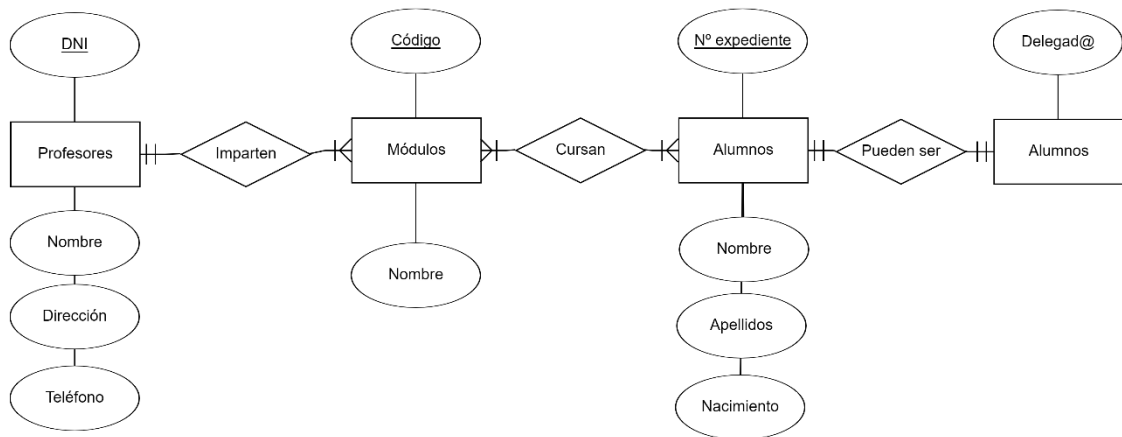 DNI
Código
Nº expediente
Delegad@
Profesores
Imparten
Módulos
Cursan
Alumnos
Pueden ser
Alumnos
Nombre
Nombre
Nombre
Dirección
Apellidos
Teléfono
Nacimiento